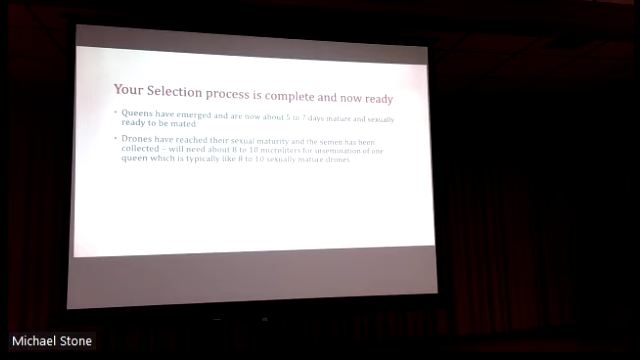 Your Selection process is complete and now ready
• Queens have emerged and are now about 5 to 7 days mature and sexually
ready to be mated
• Drones have reached their sexual maturity and the semen has been
collected – will need about 8 to 10 microliters for insemination of one
queen which is typically like 8 to 10 sexually mature drones
Michael Stone